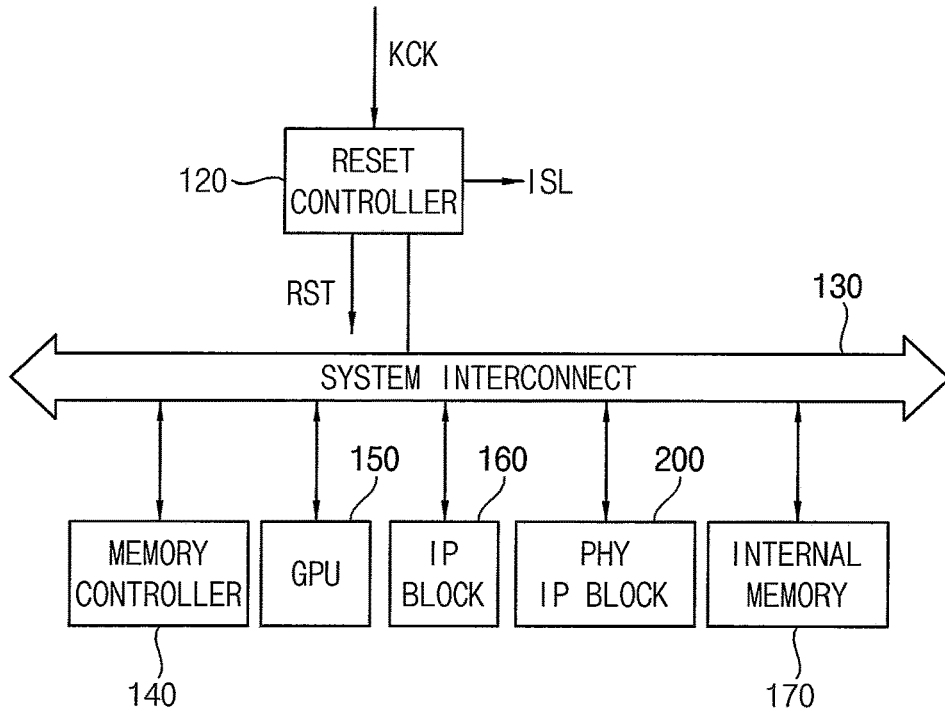 KCK
RESET
CONTROLLER
120
ISL
RST
130
SYSTEM INTERCONNECT
150
160
200
MEMORY
CONTROLLER
GPU
IP
BLOCK
PHY
IP BLOCK
INTERNAL
MEMORY
140
170